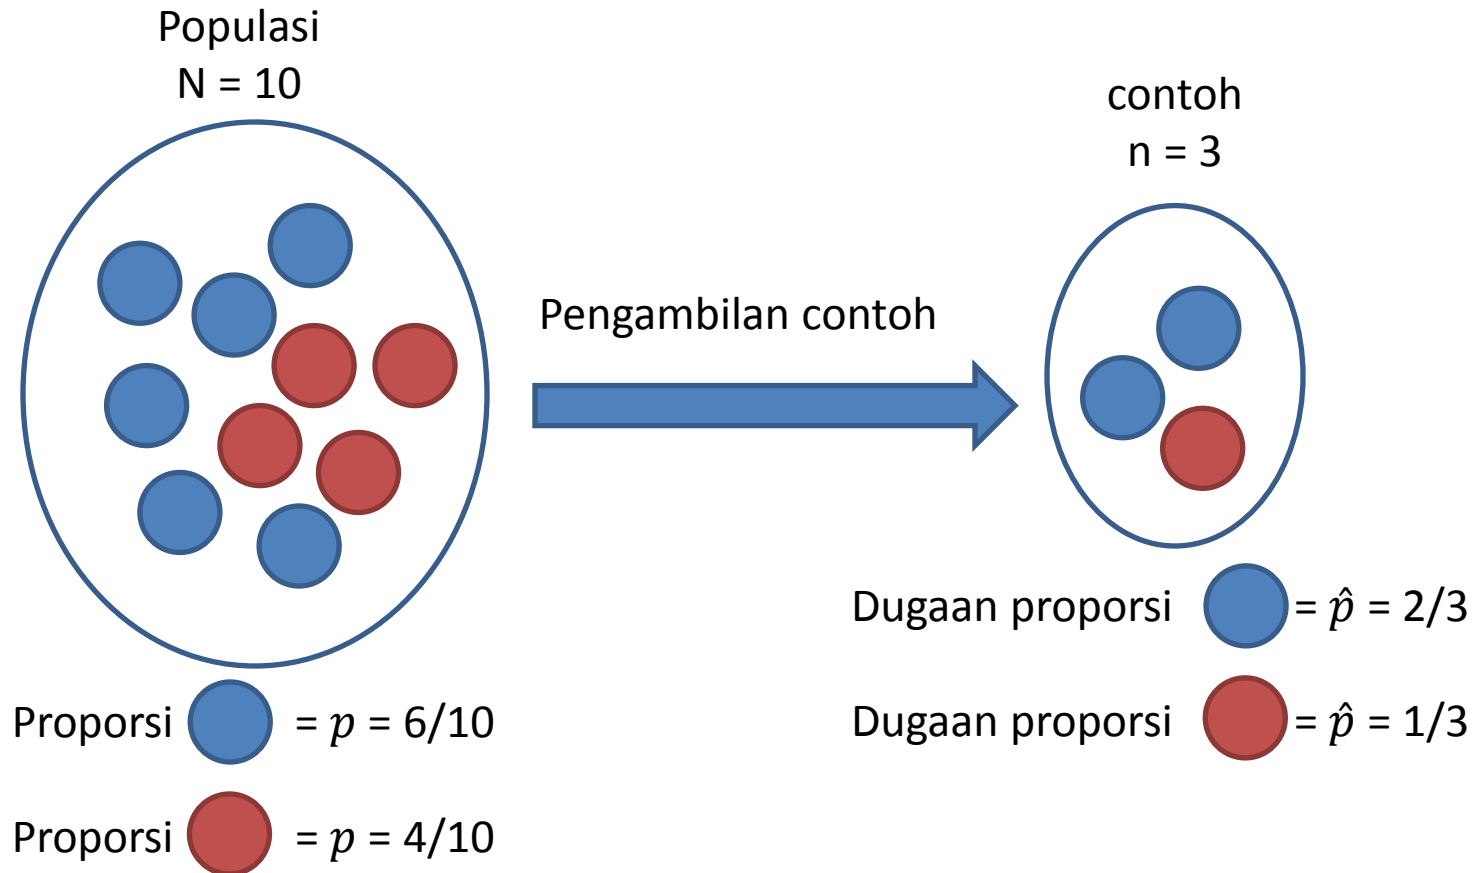 Populasi
N = 10
contoh
n = 3
Pengambilan contoh
Dugaan proporsi = p̂ = 2/3
Dugaan proporsi = p̂ = 1/3
Proporsi = p = 6/10
Proporsi = p = 4/10